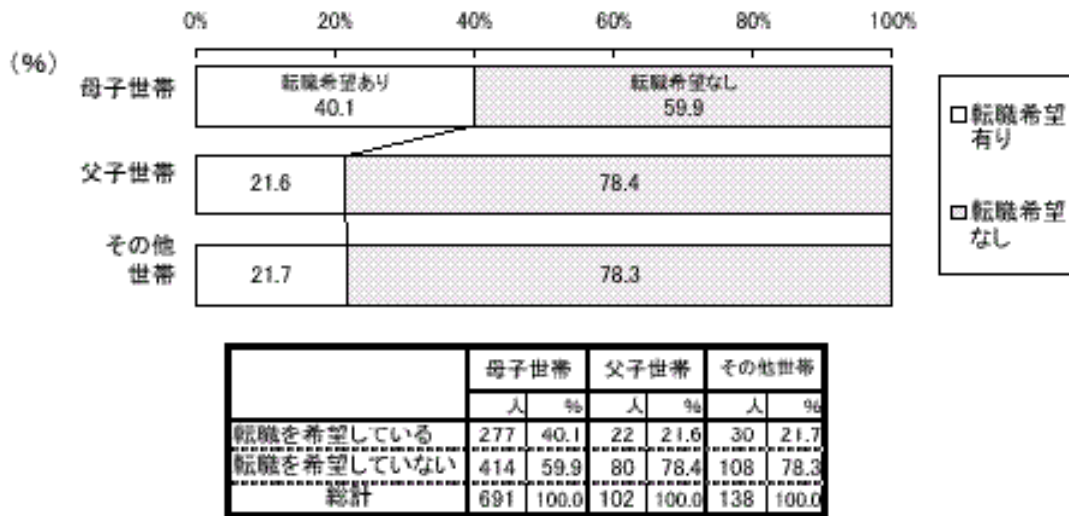 0% 20% 40% 60% 80% 100%
(%)
母子世帯 転職希望あり 転職希望なし
40.1 59.9
父子世帯 21.6 78.4
その他
世帯 21.7 78.3
転職希望
有り
転職希望
なし
母子世帯 父子世帯 その他世帯
人 % 人 % 人 %
転職を希望している 277 40.1 22 21.6 30 21.7
転職を希望していない 414 59.9 80 78.4 108 78.3
総計 691 100.0 102 100.0 138 100.0